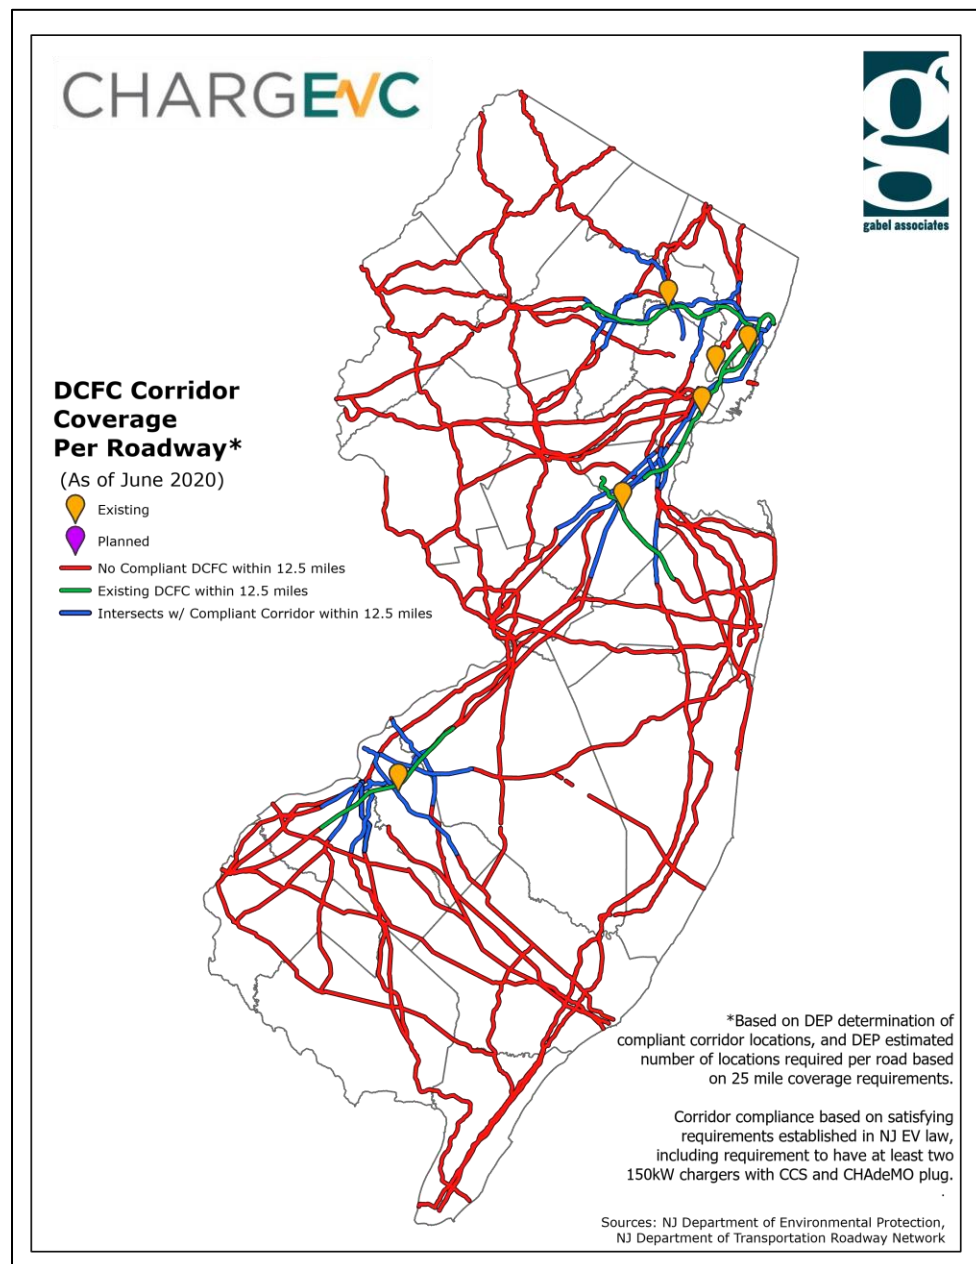 CHARGEVC
g
gabel associates
DCFC Corridor
Coverage
Per Roadway*
(As of June 2020)
Existing
Planned
No Compliant DCFC within 12.5 miles
Existing DCFC within 12.5 miles
Intersects w/ Compliant Corridor within 12.5 miles
*Based on DEP determination of
compliant corridor locations, and DEP estimated
number of locations required per road based
on 25 mile coverage requirements.
Corridor compliance based on satisfying
requirements established in NJ EV law,
including requirement to have at least two
150kW chargers with CCS and CHAdeMO plug.
.
Sources: NJ Department of Environmental Protection,
NJ Department of Transportation Roadway Network